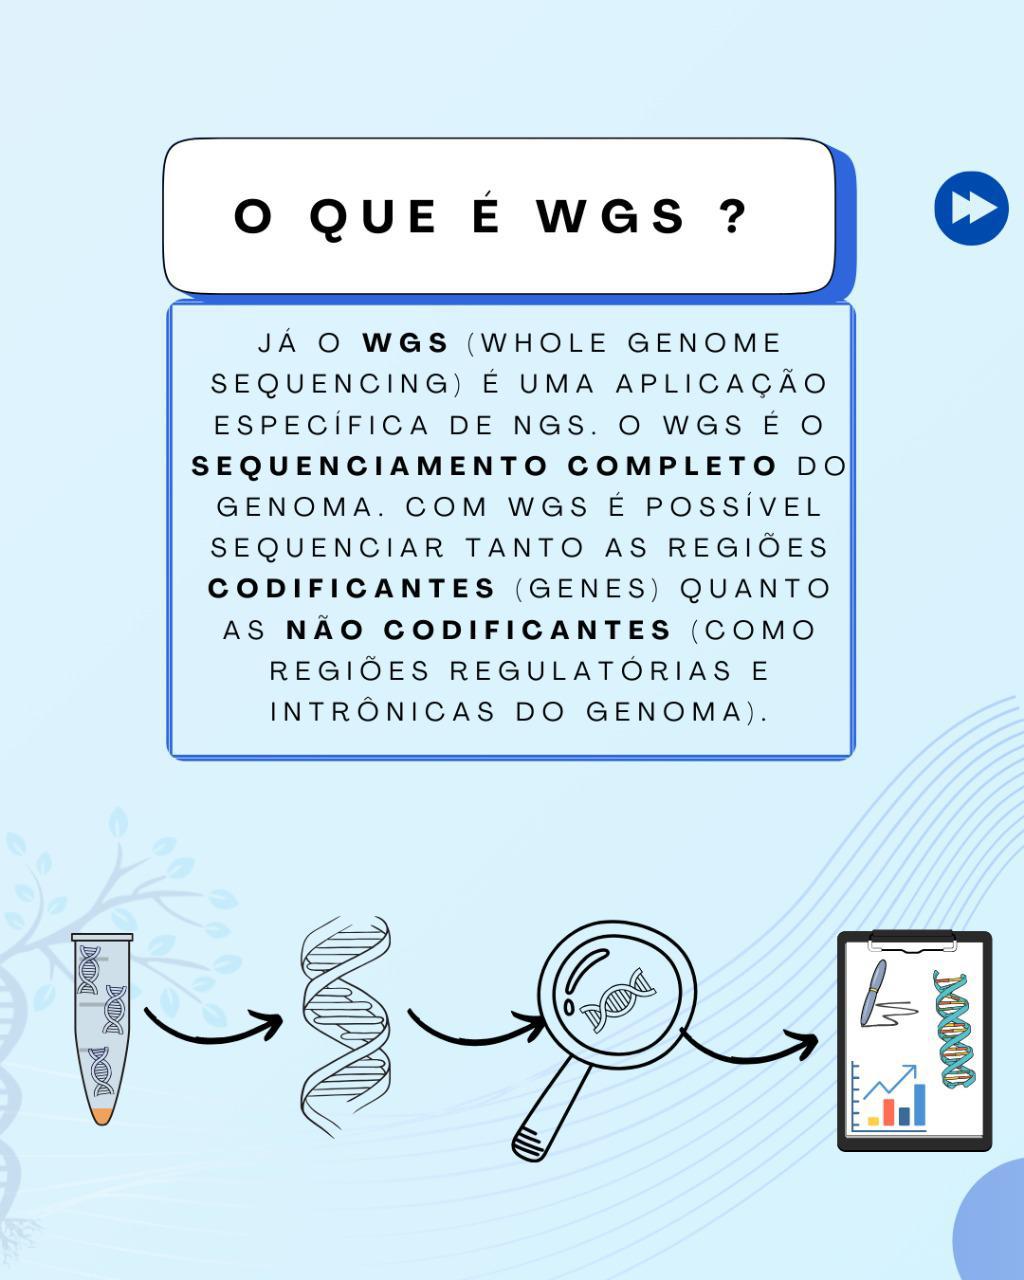 O QUE É WGS ?
JÁ O WGS (WHOLE GENOME
SEQUENCING) É UMA APLICAÇÃO
ESPECÍFICA DE NGS. O WGS É O
SEQUENCIAMENTO COMPLETO DO
GENOMA. COM WGS É POSSÍVEL
SEQUENCIAR TANTO AS REGIÕES
CODIFICANTES (GENES) QUANTO
AS NÃO CODIFICANTES (COMO
REGIÕES REGULATÓRIAS E
INTRÔNICAS DO GENOMA).